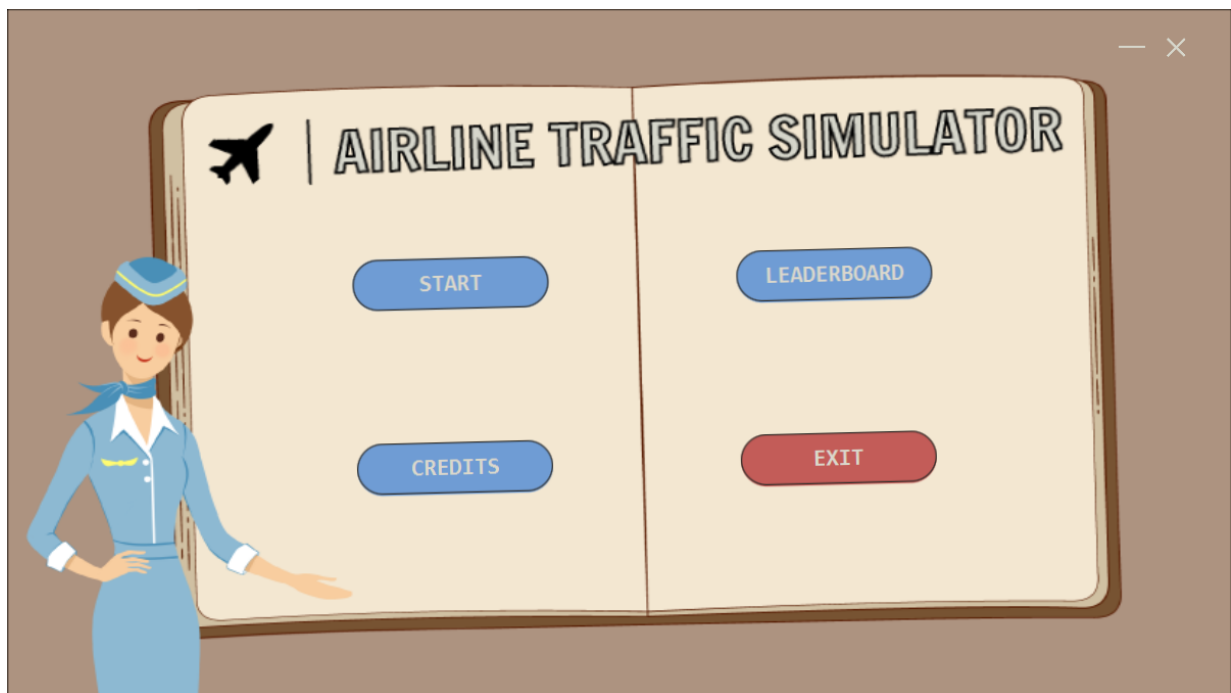 AIRLINE TRAFFIC SIMULATOR
START
LEADERBOARD
CREDITS
EXIT